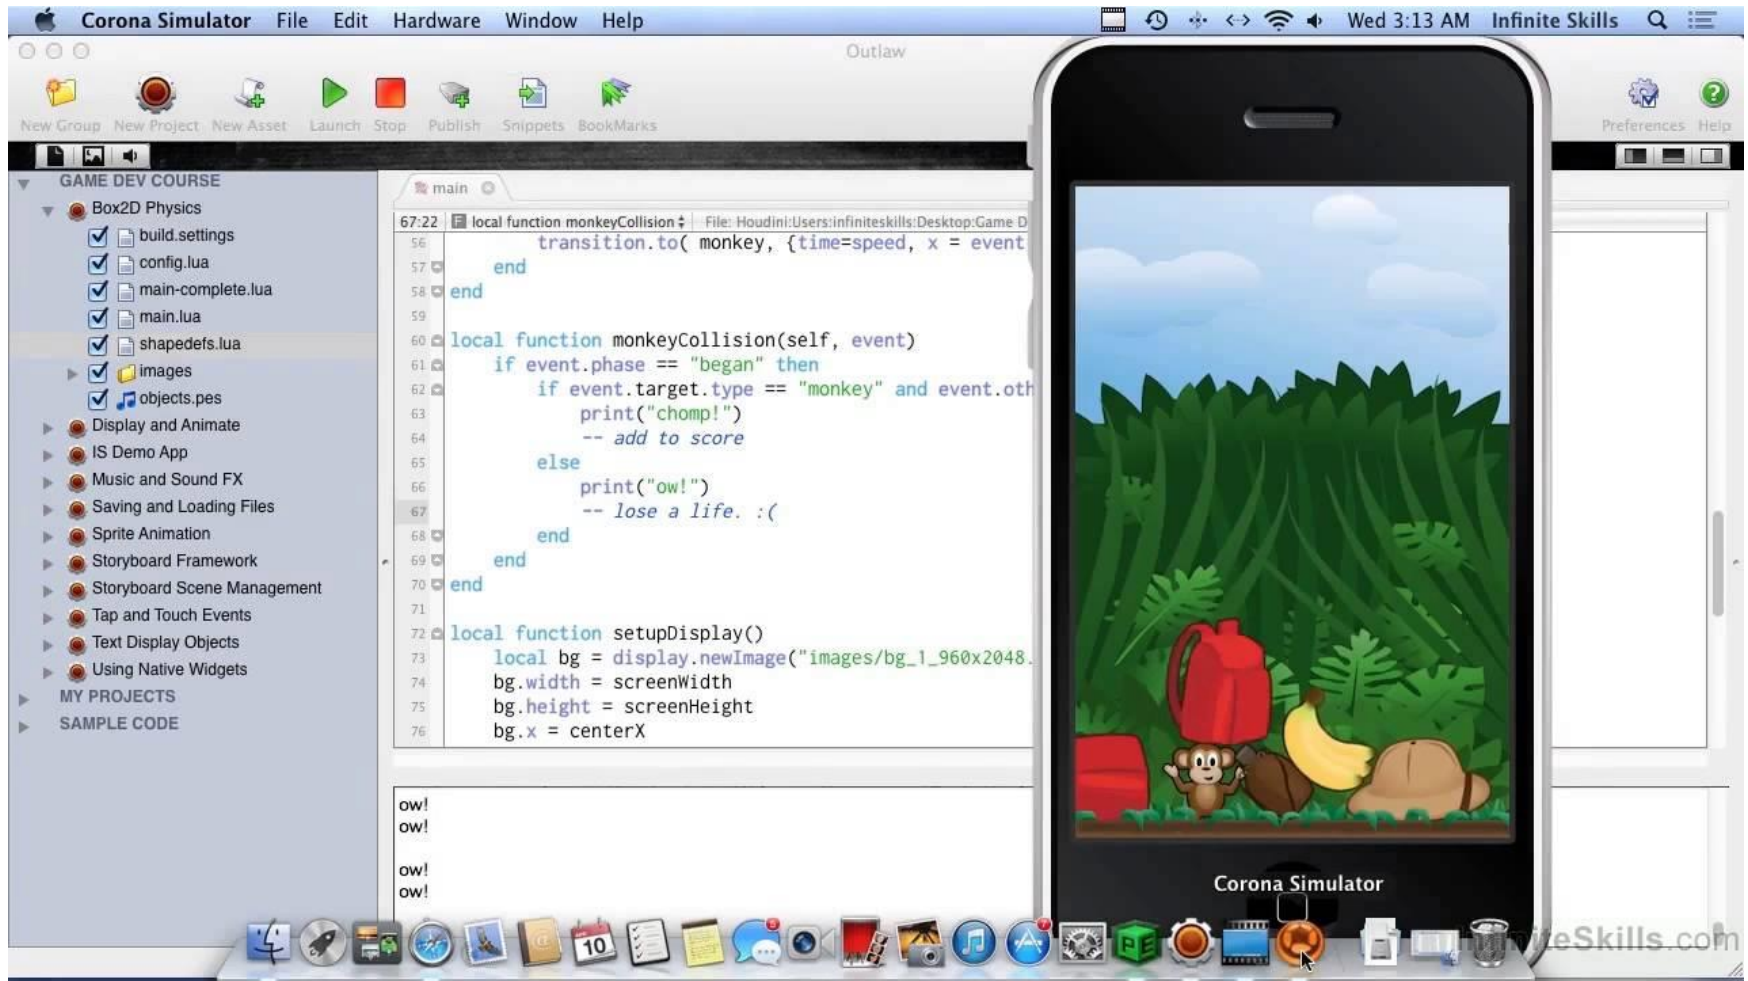 Corona Simulator File Edit Hardware Window Help Wed 3:13 AM Infinite Skills
Outlaw
New Group New Project New Asset Launch Stop Publish Snippets BookMarks Preferences Help
GAME DEV COURSE
Box2D Physics
build.settings
config.lua
main-complete.lua
main.lua
shapedefs.lua
images
objects.pes
Display and Animate
IS Demo App
Music and Sound FX
Saving and Loading Files
Sprite Animation
Storyboard Framework
Storyboard Scene Management
Tap and Touch Events
Text Display Objects
Using Native Widgets
MY PROJECTS
SAMPLE CODE
main
67:22 F local function monkeyCollision File: Houdini:Users:infiniteskills:Desktop:Game D
56 transition.to( monkey, {time=speed, x = event
57 end
58 end
59
60 local function monkeyCollision(self, event)
61 if event.phase == "began" then
62 if event.target.type == "monkey" and event.oth
63 print("chomp!")
64 -- add to score
65 else
66 print("ow!")
67 -- lose a life. :(
68 end
69 end
70 end
71
72 local function setupDisplay()
73 local bg = display.newImage("images/bg_1_960x2048.
74 bg.width = screenWidth
75 bg.height = screenHeight
76 bg.x = centerX
ow!
ow!
ow!
ow!
Corona Simulator
10
PE
InfiniteSkills.com